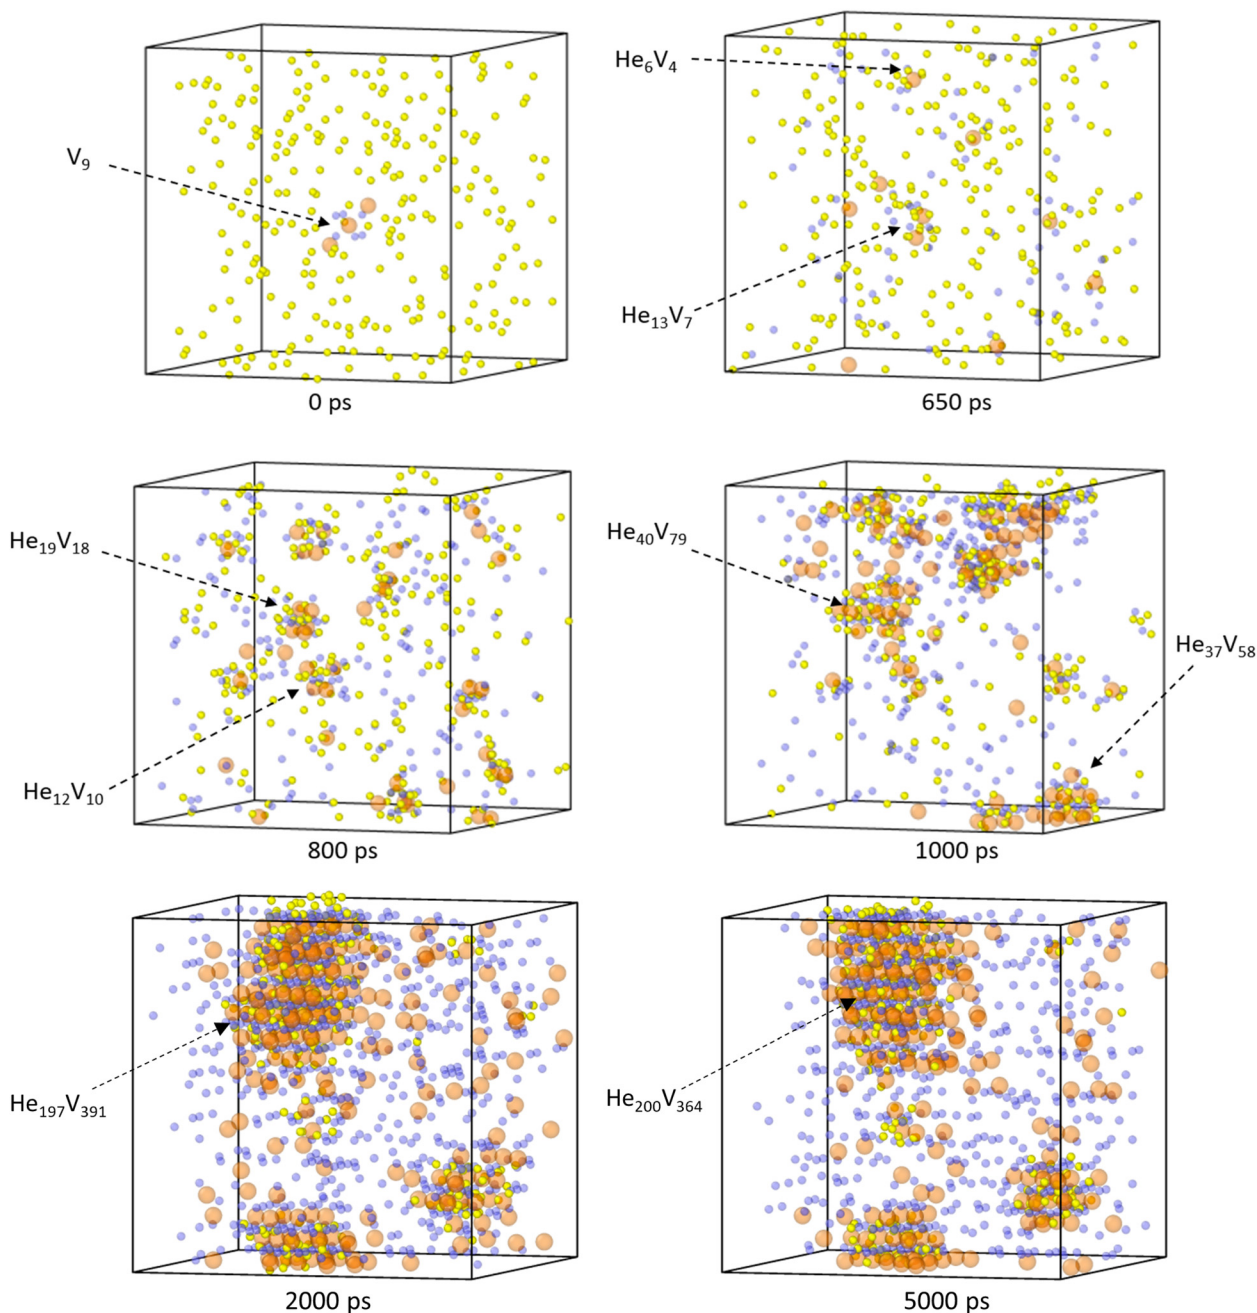 He₆V₄
V₉
He₁₃V₇
0 ps
650 ps
He₁₉V₁₈
He₄₀V₇₉
He₃₇V₅₈
He₁₂V₁₀
800 ps
1000 ps
He₁₉₇V₃₉₁
He₂₀₀V₃₆₄
2000 ps
5000 ps